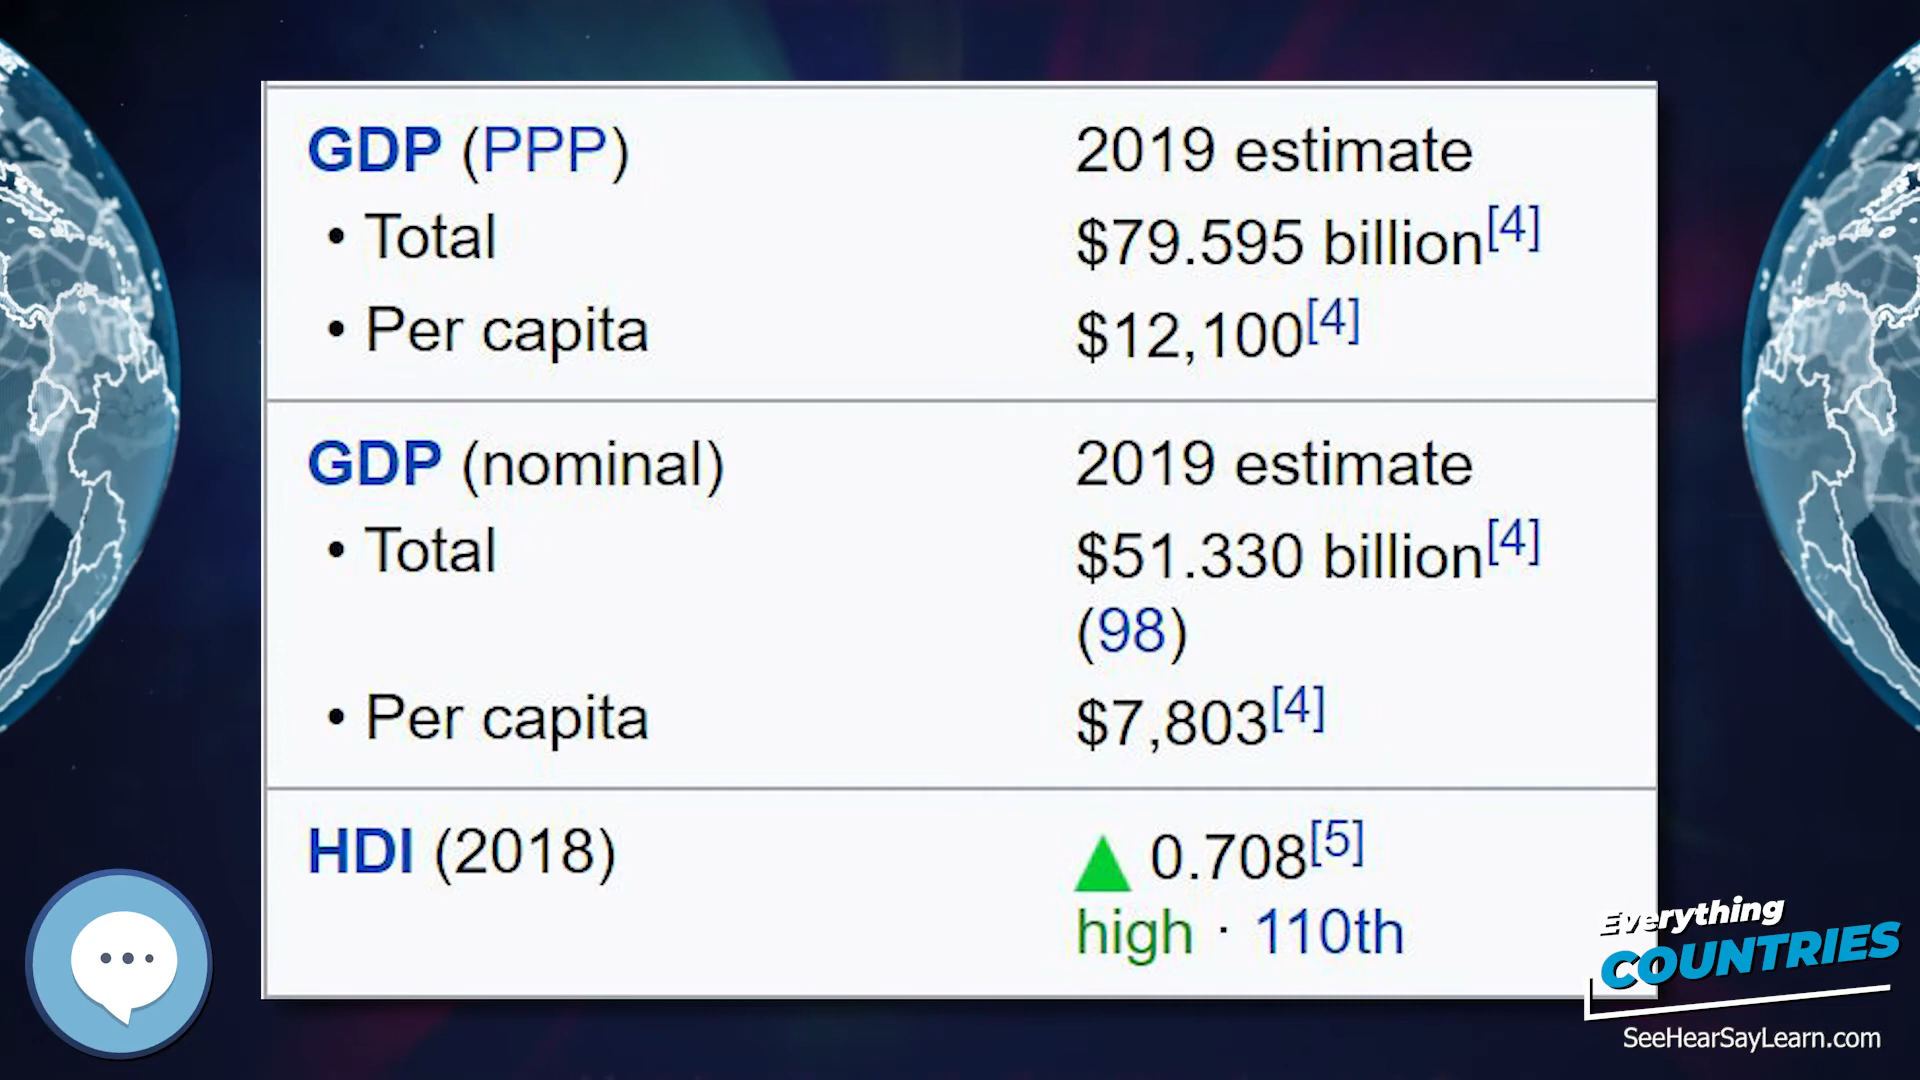 GDP (PPP) 2019 estimate
• Total $79.595 billion[4]
• Per capita $12,100[4]
GDP (nominal) 2019 estimate
• Total $51.330 billion[4]
(98)
• Per capita $7,803[4]
HDI (2018) ▲ 0.708[5]
high · 110th
Everything
COUNTRIES
SeeHearSayLearn.com